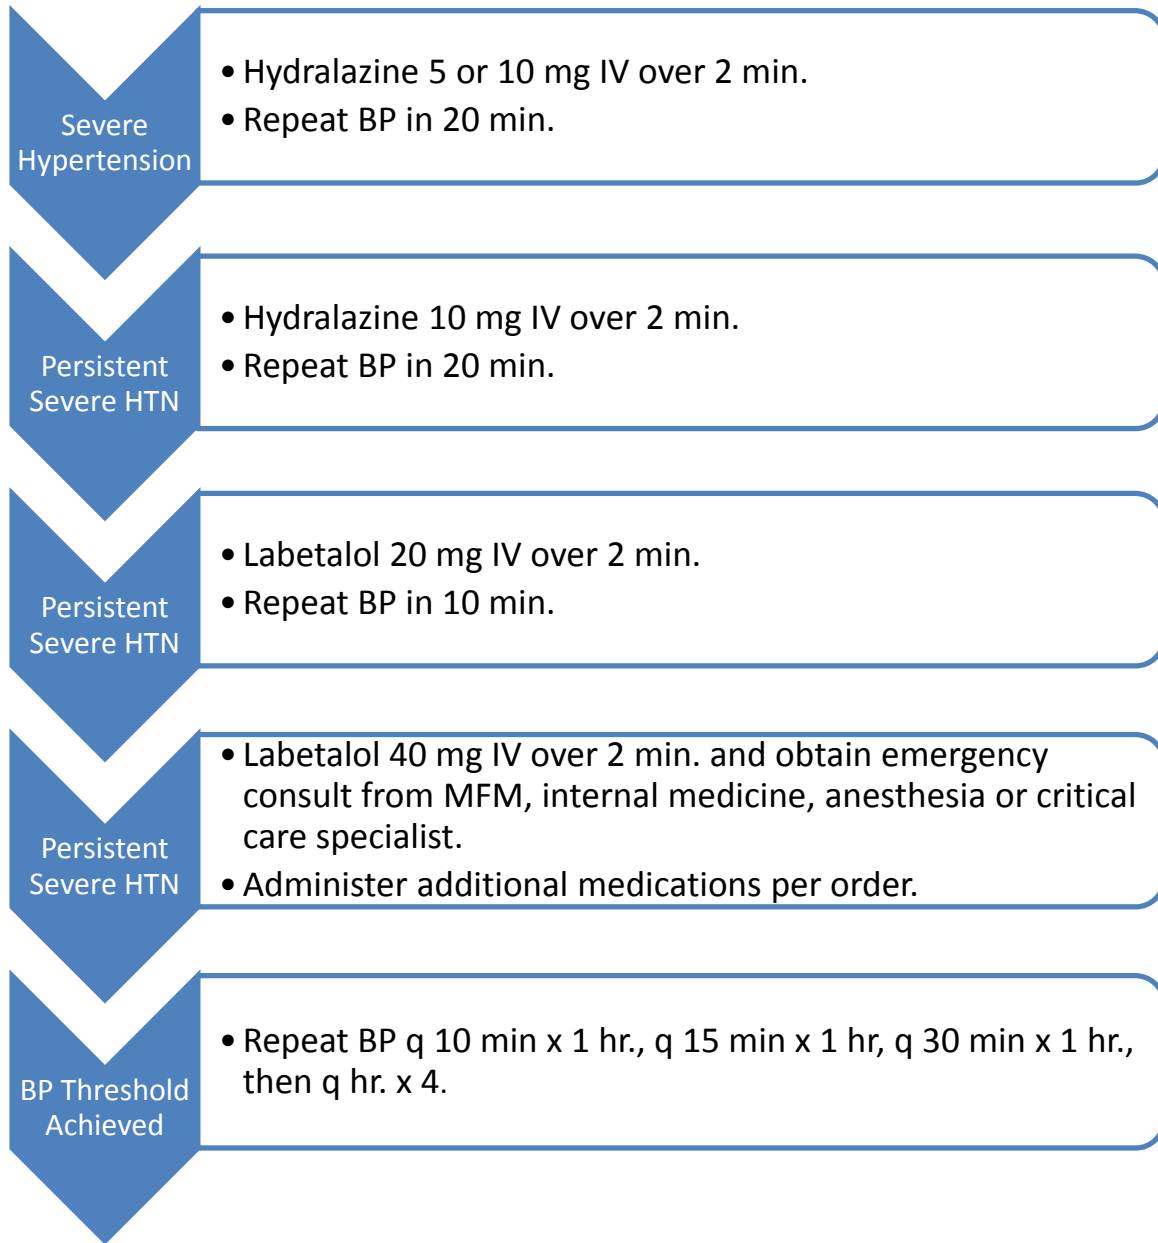 Severe
Hypertension
• Hydralazine 5 or 10 mg IV over 2 min.
• Repeat BP in 20 min.
Persistent
Severe HTN
• Hydralazine 10 mg IV over 2 min.
• Repeat BP in 20 min.
Persistent
Severe HTN
• Labetalol 20 mg IV over 2 min.
• Repeat BP in 10 min.
Persistent
Severe HTN
• Labetalol 40 mg IV over 2 min. and obtain emergency
consult from MFM, internal medicine, anesthesia or critical
care specialist.
• Administer additional medications per order.
BP Threshold
Achieved
• Repeat BP q 10 min x 1 hr., q 15 min x 1 hr, q 30 min x 1 hr.,
then q hr. x 4.